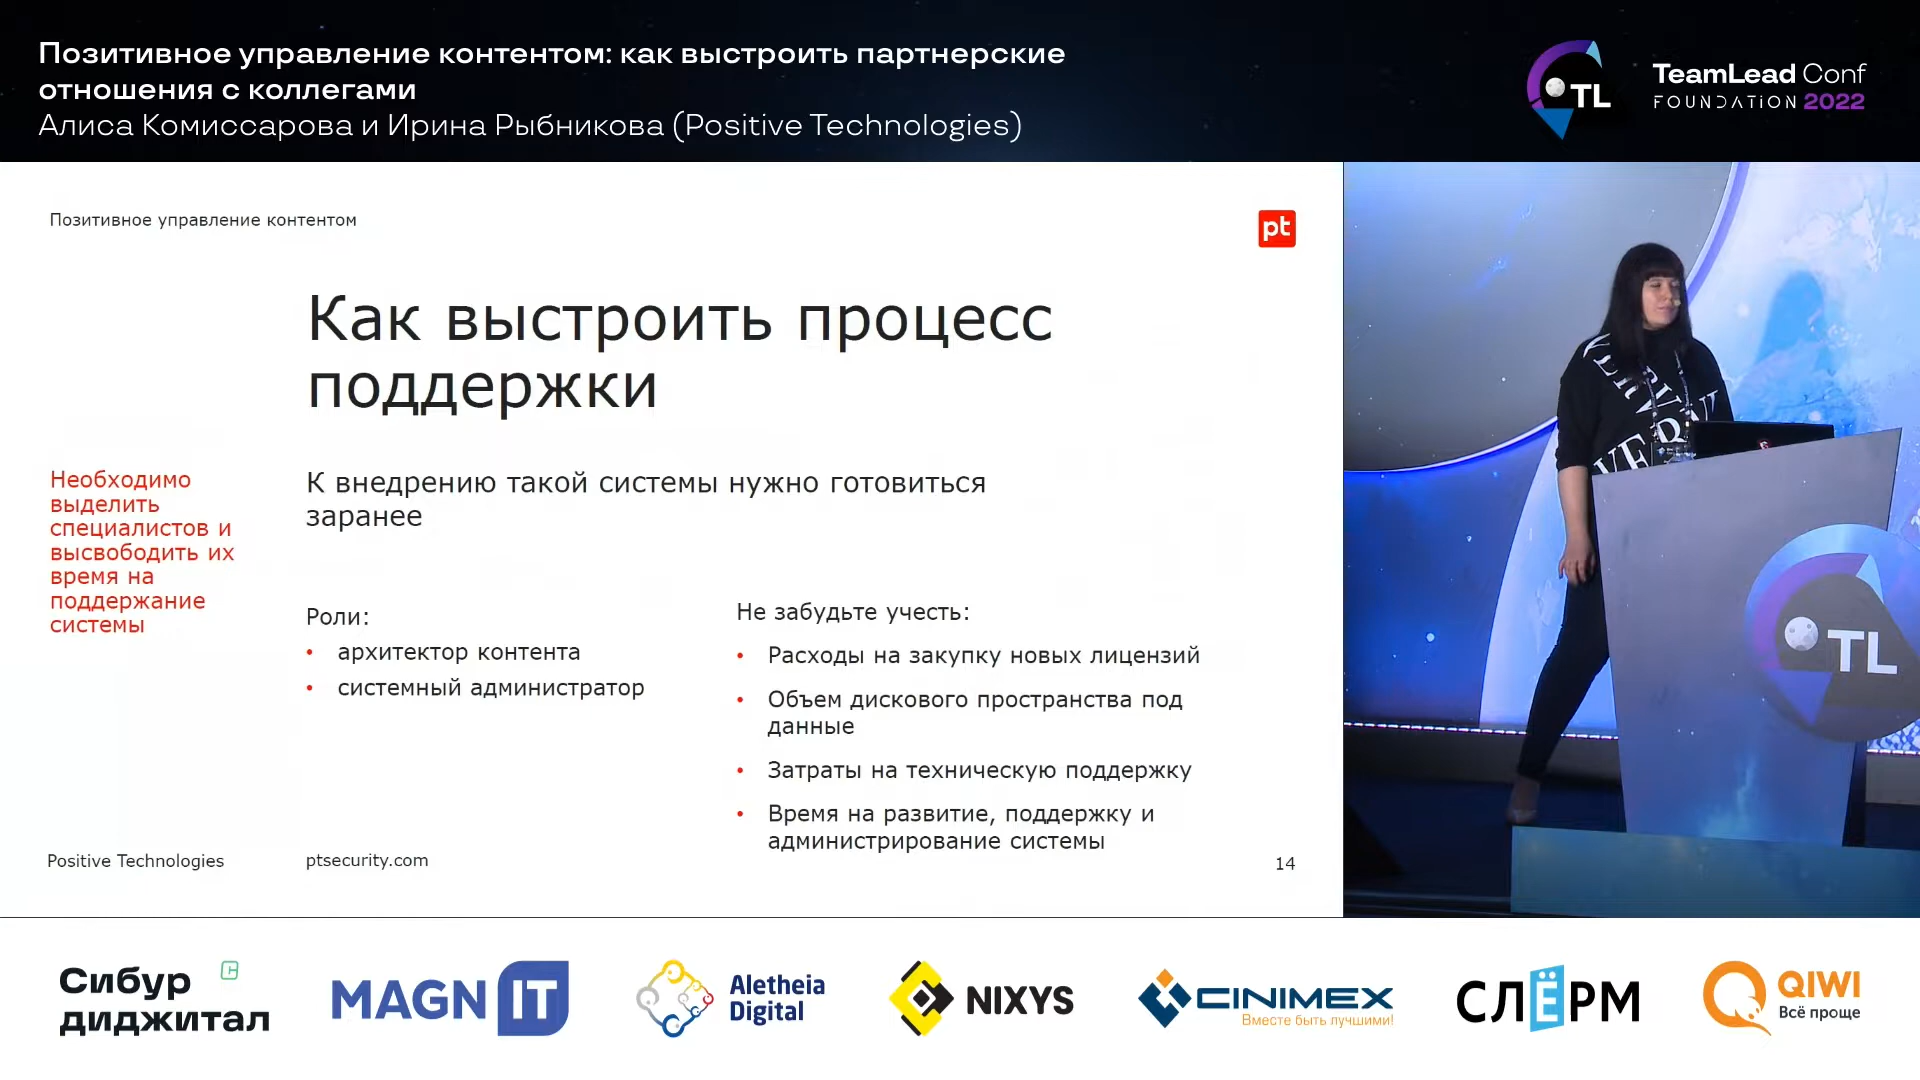 Позитивное управление контентом: как выстроить партнерские
отношения с коллегами
Алиса Комиссарова и Ирина Рыбникова (Positive Technologies)
TL
TeamLead Conf
FOUNDATION 2022
Позитивное управление контентом
pt
Как выстроить процесс
поддержки
Необходимо
выделить
специалистов и
высвободить их
время на
поддержание
системы
К внедрению такой системы нужно готовиться
заранее
Роли:
• архитектор контента
• системный администратор
Не забудьте учесть:
• Расходы на закупку новых лицензий
• Объем дискового пространства под
данные
• Затраты на техническую поддержку
• Время на развитие, поддержку и
администрирование системы
Positive Technologies
ptsecurity.com
14
TL
Сибур
диджитал
MAGNIT
Aletheia
Digital
NIXYS
CINIMEX
Вместе быть лучшими!
СЛЁРМ
QIWI
Всё проще